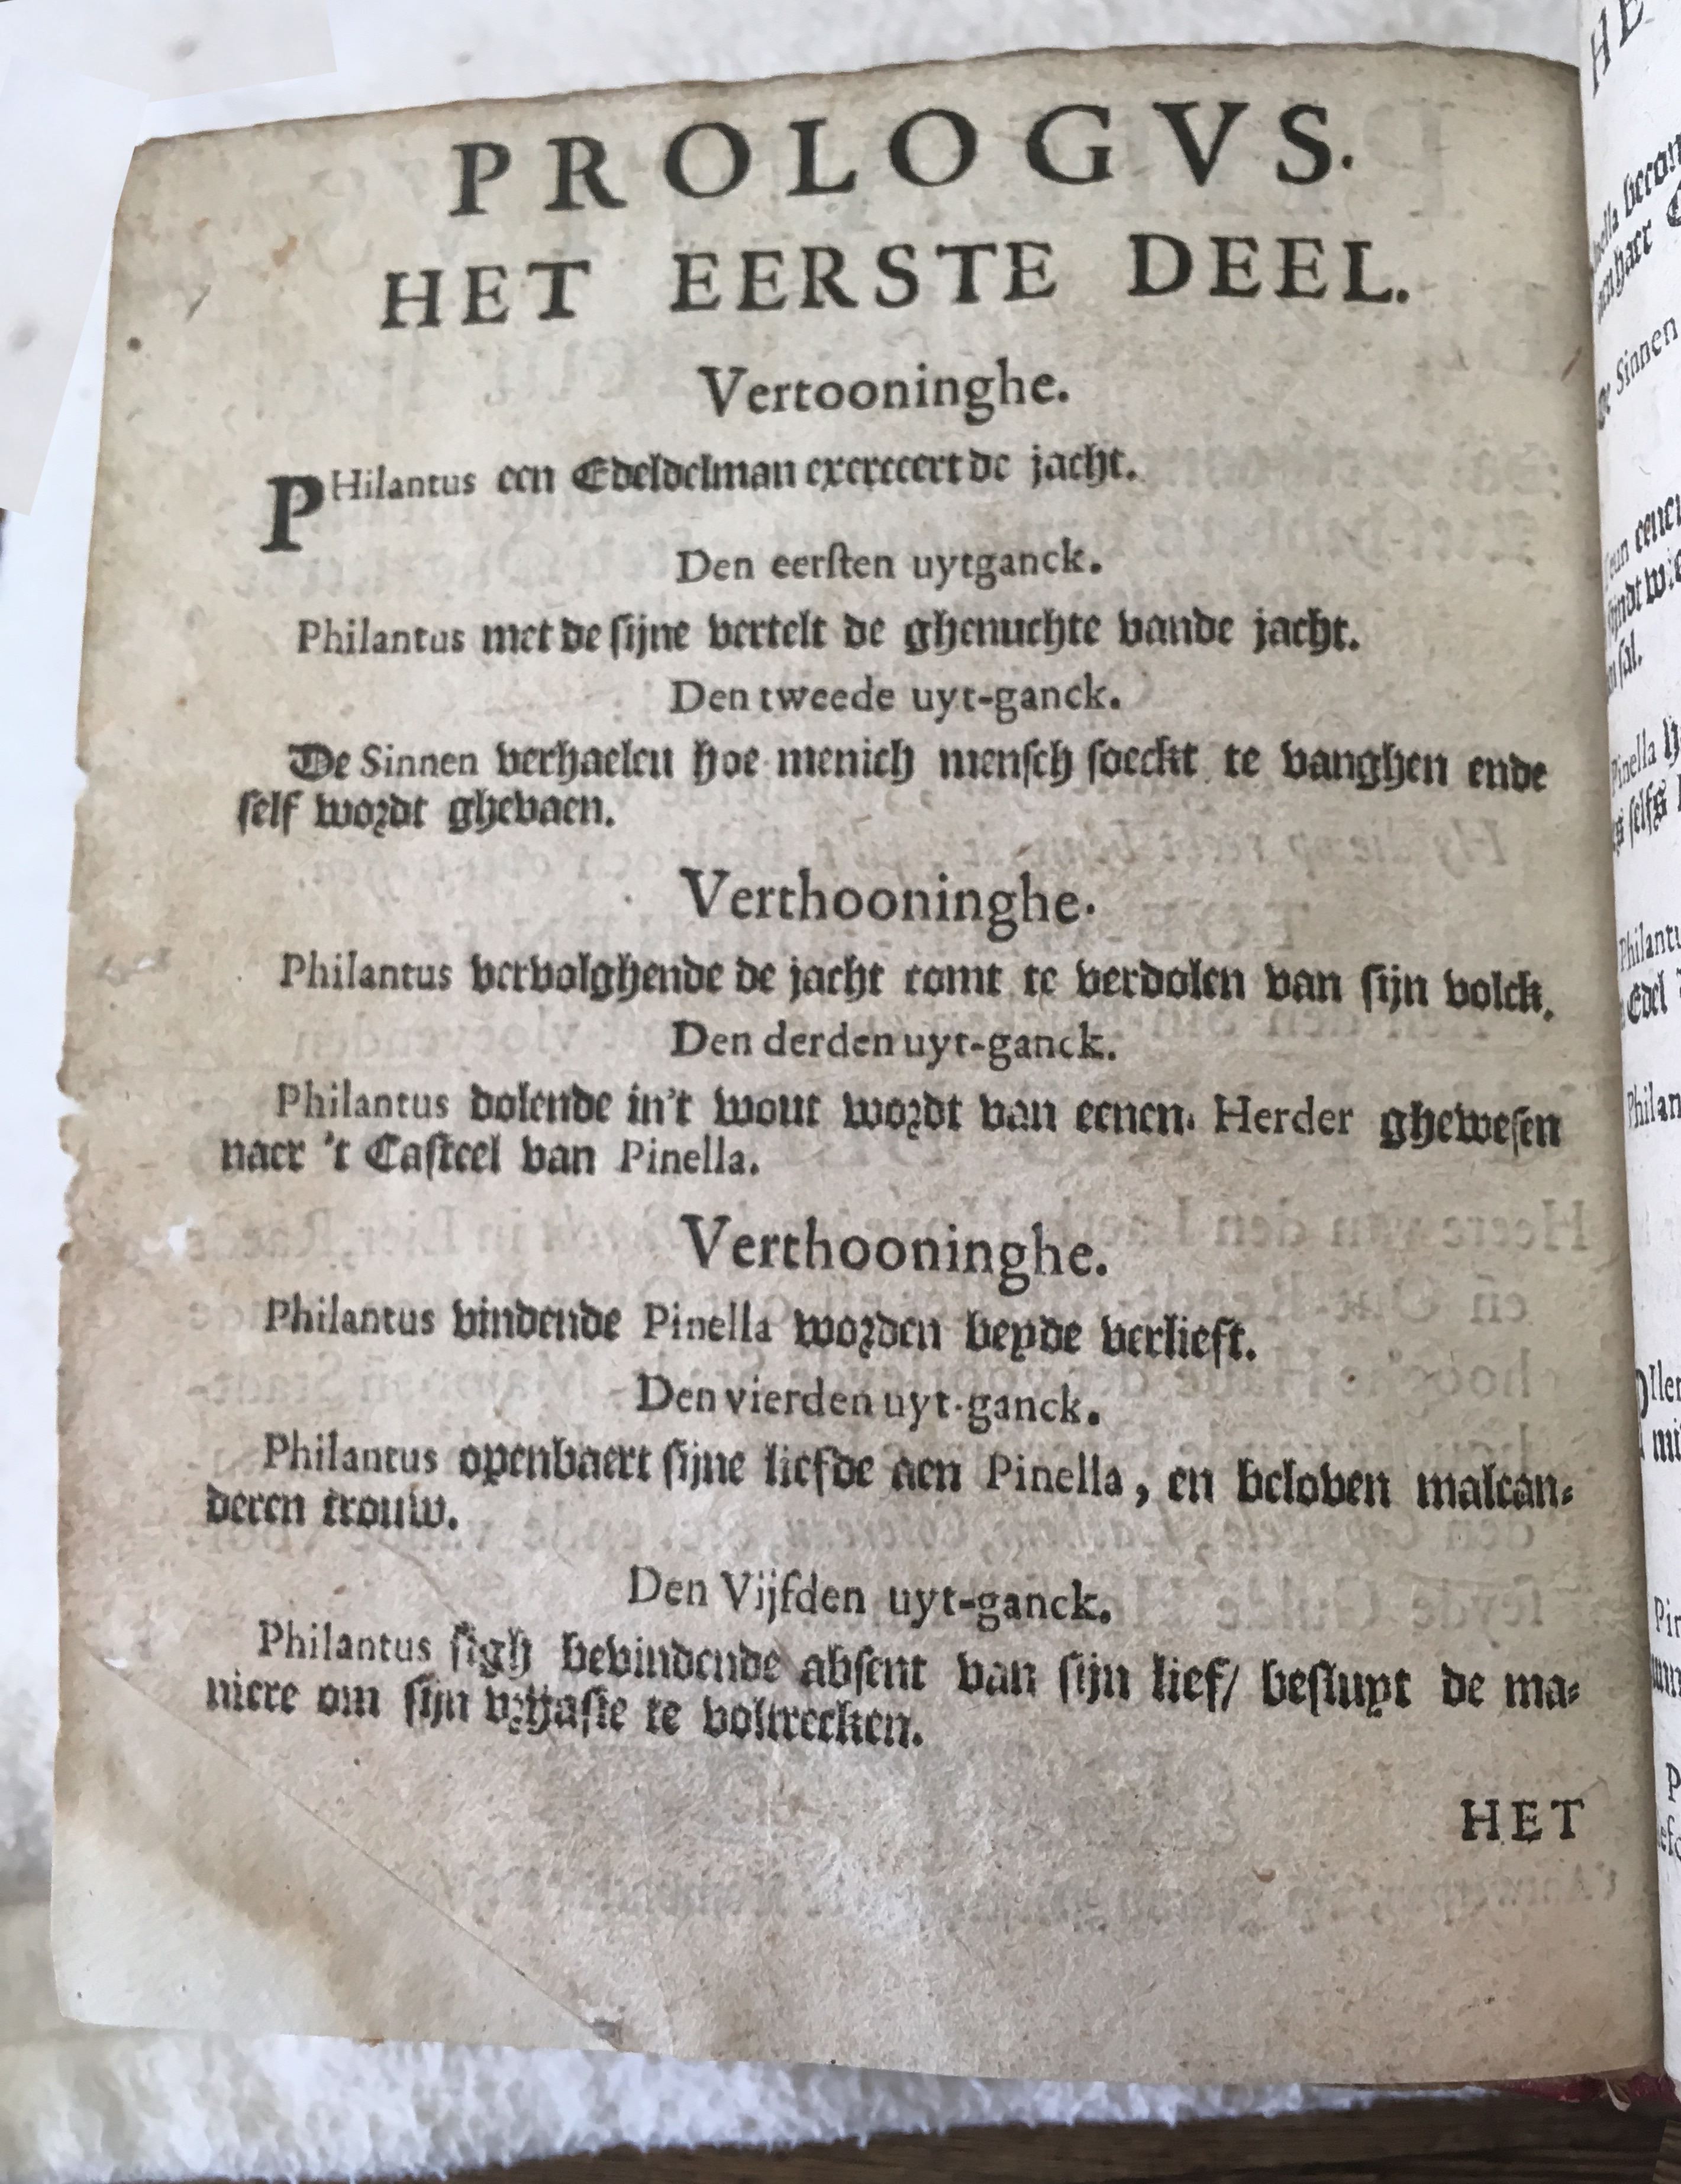 PROLOGVS.
HET EERSTE DEEL.
Vertooninghe.
PHilantus een Edeldelman exerceert de jacht.
Den eersten uytganck.
Philantus met de sijne vertelt de ghenuchte vande jacht.
Den tweede uyt-ganck.
De Sinnen verhaelen hoe menich mensch soeckt te vanghen ende
self wordt ghevaen.
Verthooninghe.
Philantus vervolghende de jacht comt te verdolen van sijn volck.
Den derden uyt-ganck.
Philantus dolende in't wout wordt van eenen Herder ghewesen
naer 't Casteel van Pinella.
Verthooninghe.
Philantus vindende Pinella worden beyde verlieft.
Den vierden uyt-ganck.
Philantus openbaert sijne liefde aen Pinella, en beloven malcan-
deren trouw.
Den Vijfden uyt-ganck.
Philantus sigh bevindende absent van sijn lief/ besluyt de ma-
niere om sijn te voltrecken.
HET